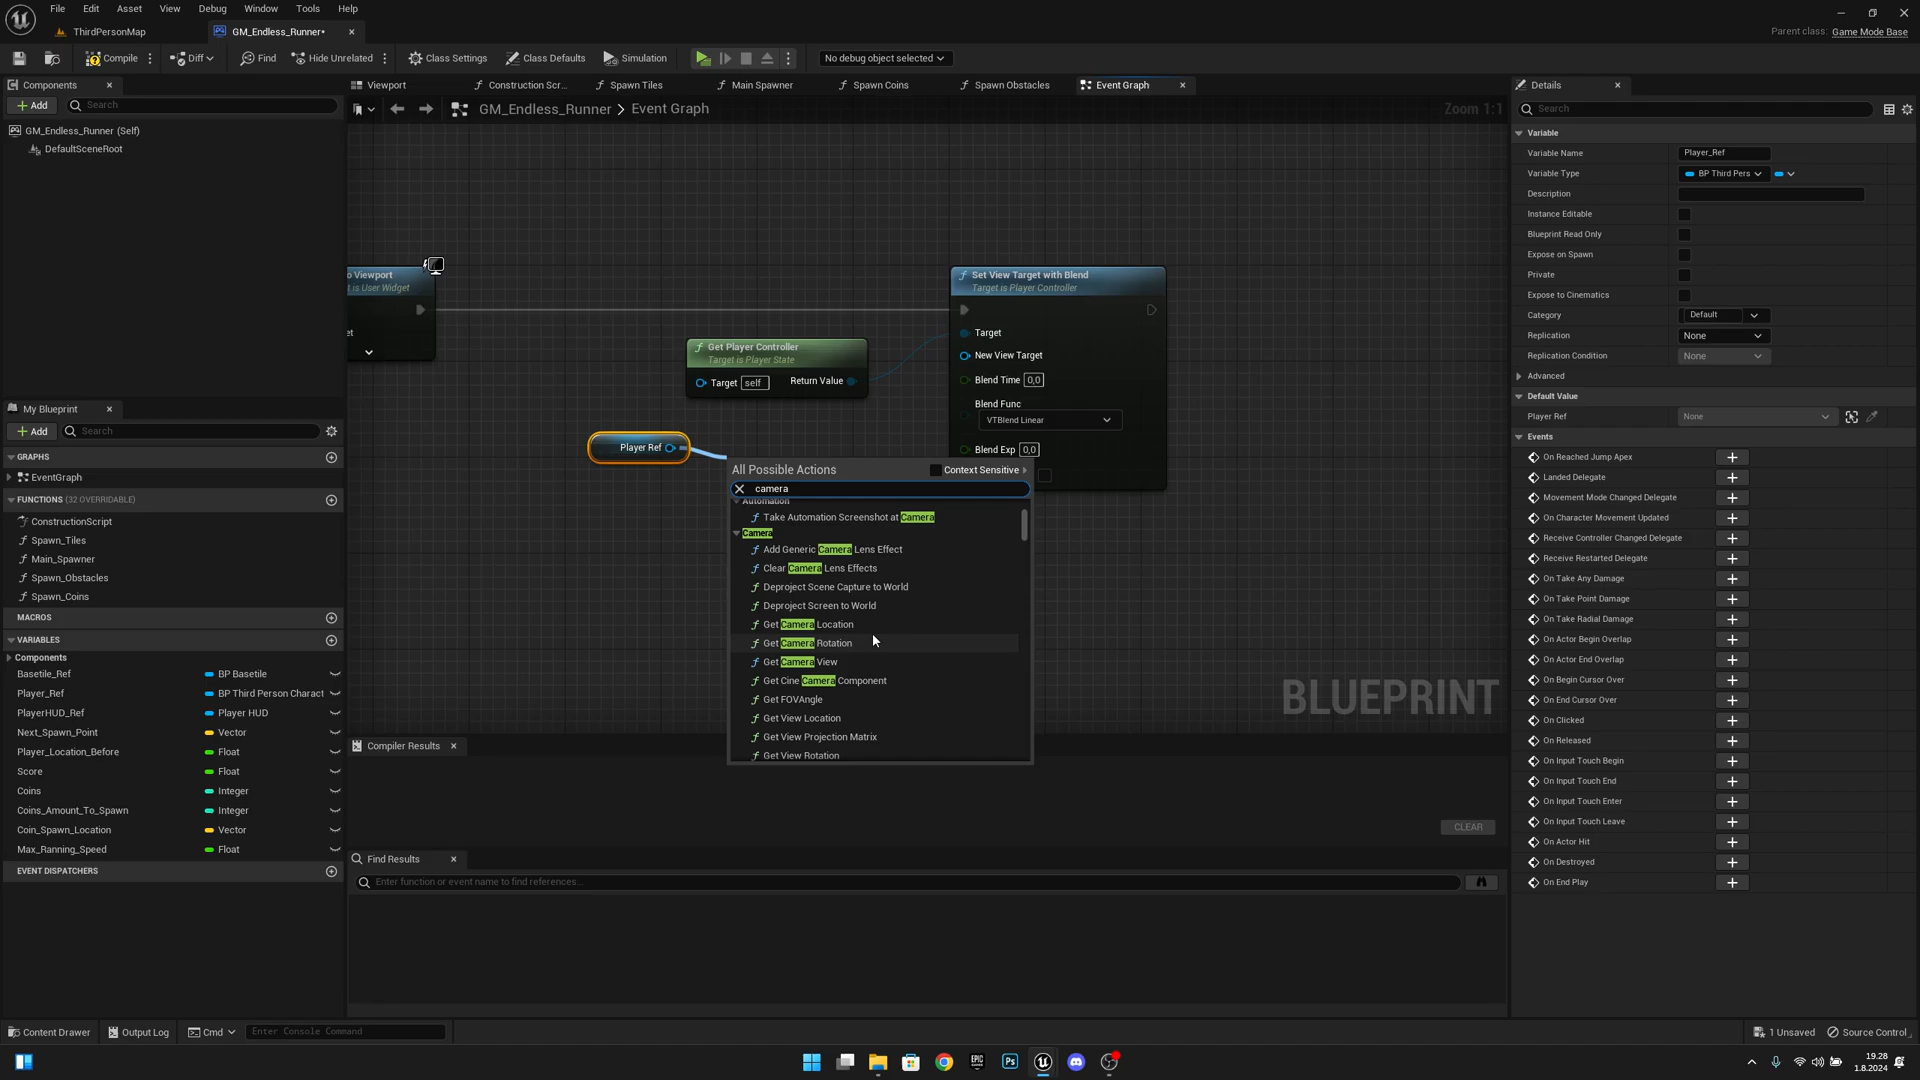 File Edit Asset View Debug Window Tools Help
ThirdPersonMap
GM_Endless_Runner•
Parent class: Game Mode Base
Compile
Diff
Find
Hide Unrelated
Class Settings
Class Defaults
Simulation
No debug object selected
Components
Add
Search
GM_Endless_Runner (Self)
DefaultSceneRoot
Viewport
Construction Scr...
Spawn Tiles
Main Spawner
Spawn Coins
Spawn Obstacles
Event Graph
GM_Endless_Runner > Event Graph
Zoom 1:1
o Viewport
t is User Widget
et
Get Player Controller
Target is Player State
Target self
Return Value
Player Ref
Set View Target with Blend
Target is Player Controller
Target
New View Target
Blend Time 0,0
Blend Func
VTBlend Linear
Blend Exp 0,0
All Possible Actions
Context Sensitive
camera
Automation
Take Automation Screenshot at Camera
Camera
Add Generic Camera Lens Effect
Clear Camera Lens Effects
Deproject Scene Capture to World
Deproject Screen to World
Get Camera Location
Get Camera Rotation
Get Camera View
Get Cine Camera Component
Get FOVAngle
Get View Location
Get View Projection Matrix
Get View Rotation
BLUEPRINT
My Blueprint
Add
Search
GRAPHS
EventGraph
FUNCTIONS (32 OVERRIDABLE)
ConstructionScript
Spawn_Tiles
Main_Spawner
Spawn_Obstacles
Spawn_Coins
MACROS
VARIABLES
Components
Basetile_Ref BP Basetile
Player_Ref BP Third Person Charact
PlayerHUD_Ref Player HUD
Next_Spawn_Point Vector
Player_Location_Before Float
Score Float
Coins Integer
Coins_Amount_To_Spawn Integer
Coin_Spawn_Location Vector
Max_Ranning_Speed Float
EVENT DISPATCHERS
Compiler Results
CLEAR
Find Results
Enter function or event name to find references...
Details
Search
Variable
Variable Name Player_Ref
Variable Type BP Third Pers
Description
Instance Editable
Blueprint Read Only
Expose on Spawn
Private
Expose to Cinematics
Category Default
Replication None
Replication Condition None
Advanced
Default Value
Player Ref None
Events
On Reached Jump Apex
Landed Delegate
Movement Mode Changed Delegate
On Character Movement Updated
Receive Controller Changed Delegate
Receive Restarted Delegate
On Take Any Damage
On Take Point Damage
On Take Radial Damage
On Actor Begin Overlap
On Actor End Overlap
On Begin Cursor Over
On End Cursor Over
On Clicked
On Released
On Input Touch Begin
On Input Touch End
On Input Touch Enter
On Input Touch Leave
On Actor Hit
On Destroyed
On End Play
Content Drawer
Output Log
Cmd
Enter Console Command
1 Unsaved
Source Control
Ps
19.28
1.8.2024